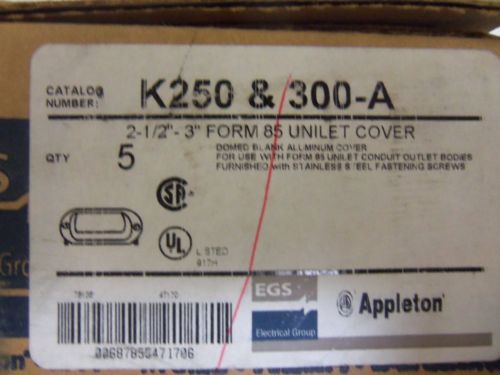 CATALOG NUMBER: K250 & 300-A
2-1/2"- 3" FORM 85 UNILET COVER
QTY 5
DOMED BLANK ALUMINUM COVER
FOR USE WITH FORM 85 UNILET CONDUIT OUTLET BODIES
FURNISHED with STAINLESS STEEL FASTENING SCREWS
SA
UL LISTED
EGS
Electrical Group
Appleton